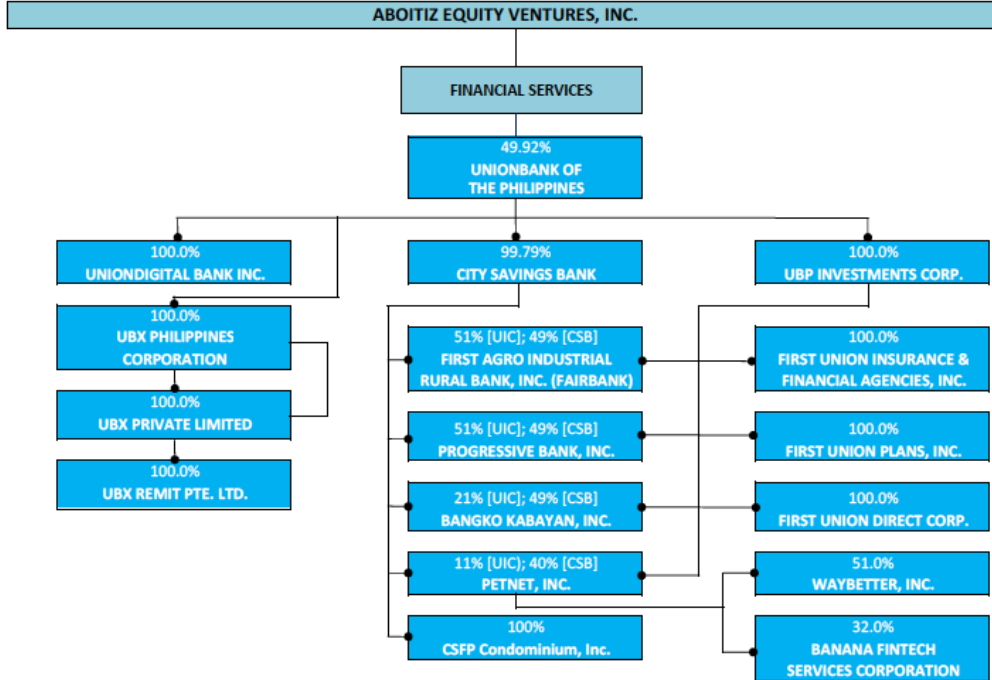 ABOITIZ EQUITY VENTURES, INC.
FINANCIAL SERVICES
49.92%
UNIONBANK OF
THE PHILIPPINES
100.0%
UNIONDIGITAL BANK INC.
99.79%
CITY SAVINGS BANK
100.0%
UBP INVESTMENTS CORP.
100.0%
UBX PHILIPPINES
CORPORATION
100.0%
UBX PRIVATE LIMITED
100.0%
UBX REMIT PTE. LTD.
51% [UIC]; 49% [CSB]
FIRST AGRO INDUSTRIAL
RURAL BANK, INC. (FAIRBANK)
51% [UIC]; 49% [CSB]
PROGRESSIVE BANK, INC.
21% [UIC]; 49% [CSB]
BANGKO KABAYAN, INC.
11% [UIC); 40% [CSB]
PETNET, INC.
100%
CSFP Condominium, Inc.
100.0%
FIRST UNION INSURANCE &
FINANCIAL AGENCIES, INC.
100.0%
FIRST UNION PLANS, INC.
100.0%
FIRST UNION DIRECT CORP.
51.0%
WAYBETTER, INC.
32.0%
BANANA FINTECH
SERVICES CORPORATION